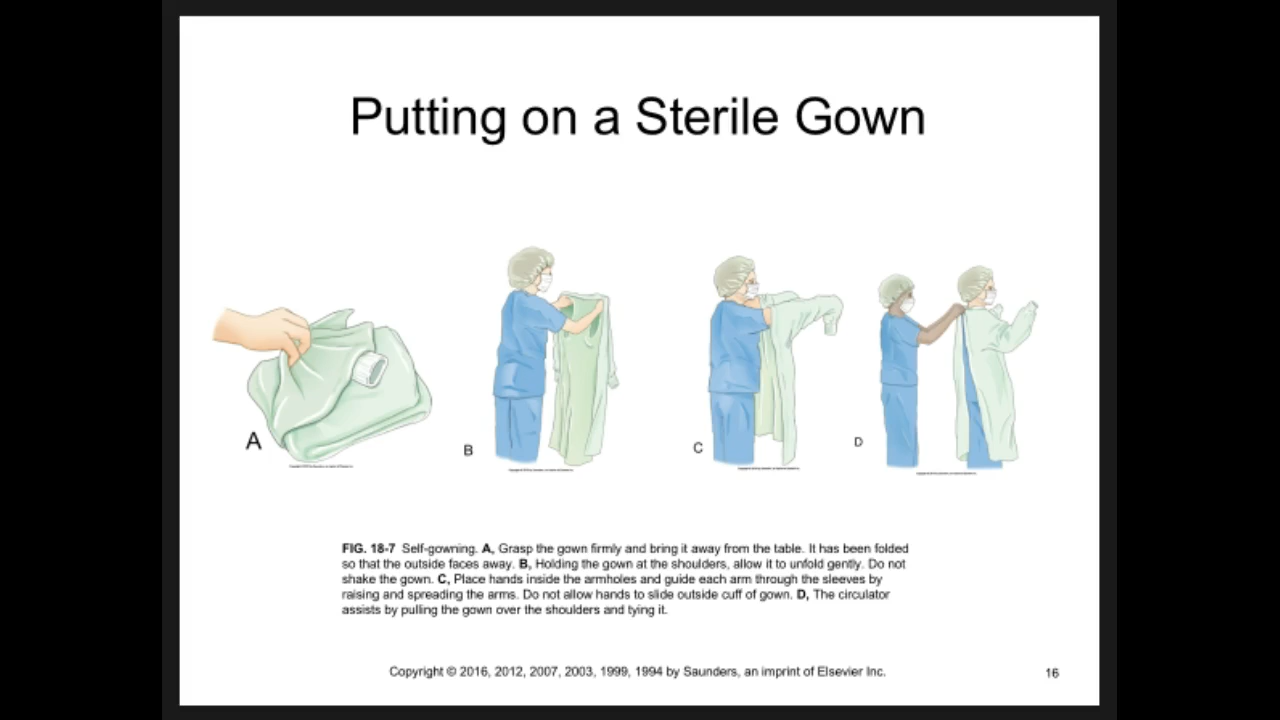 Putting on a Sterile Gown
A
B
C
D
FIG. 18-7 Self-gowning. A, Grasp the gown firmly and bring it away from the table. It has been folded
so that the outside faces away. B, Holding the gown at the shoulders, allow it to unfold gently. Do not
shake the gown. C, Place hands inside the armholes and guide each arm through the sleeves by
raising and spreading the arms. Do not allow hands to slide outside cuff of gown. D, The circulator
assists by pulling the gown over the shoulders and tying it.
Copyright © 2016, 2012, 2007, 2003, 1999, 1994 by Saunders, an imprint of Elsevier Inc.
16